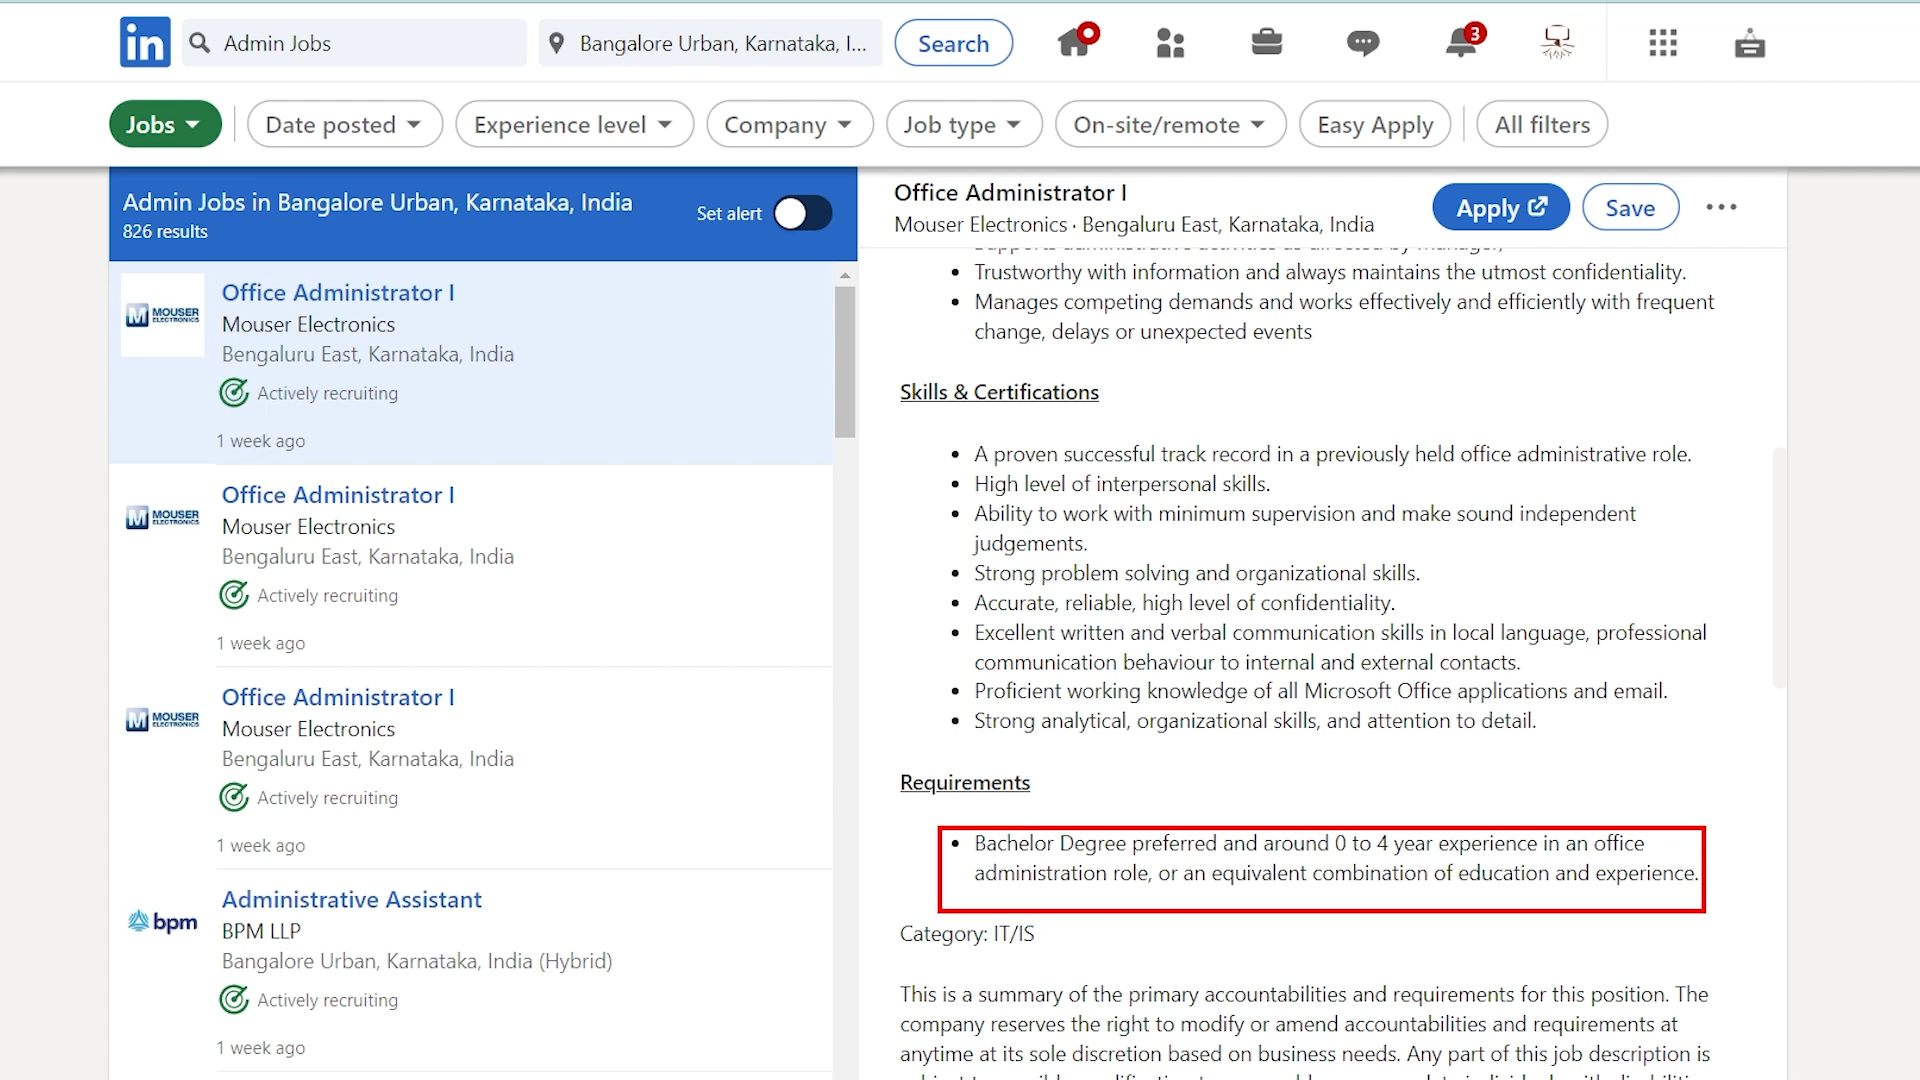 in
Admin Jobs
Bangalore Urban, Karnataka, I...
Search
3
Jobs
Date posted
Experience level
Company
Job type
On-site/remote
Easy Apply
All filters
Admin Jobs in Bangalore Urban, Karnataka, India
826 results
Set alert
Office Administrator I
Mouser Electronics
Bengaluru East, Karnataka, India
Actively recruiting
1 week ago
M MOUSER
ELECTRONICS
Office Administrator I
Mouser Electronics
Bengaluru East, Karnataka, India
Actively recruiting
1 week ago
M MOUSER
ELECTRONICS
Office Administrator I
Mouser Electronics
Bengaluru East, Karnataka, India
Actively recruiting
1 week ago
M MOUSER
ELECTRONICS
Administrative Assistant
bpm
BPM LLP
Bangalore Urban, Karnataka, India (Hybrid)
Actively recruiting
1 week ago
Office Administrator I
Mouser Electronics · Bengaluru East, Karnataka, India
Apply
Save
• Trustworthy with information and always maintains the utmost confidentiality.
• Manages competing demands and works effectively and efficiently with frequent
change, delays or unexpected events
Skills & Certifications
• A proven successful track record in a previously held office administrative role.
• High level of interpersonal skills.
• Ability to work with minimum supervision and make sound independent
judgements.
• Strong problem solving and organizational skills.
• Accurate, reliable, high level of confidentiality.
• Excellent written and verbal communication skills in local language, professional
communication behaviour to internal and external contacts.
• Proficient working knowledge of all Microsoft Office applications and email.
• Strong analytical, organizational skills, and attention to detail.
Requirements
• Bachelor Degree preferred and around 0 to 4 year experience in an office
administration role, or an equivalent combination of education and experience.
Category: IT/IS
This is a summary of the primary accountabilities and requirements for this position. The
company reserves the right to modify or amend accountabilities and requirements at
anytime at its sole discretion based on business needs. Any part of this job description is